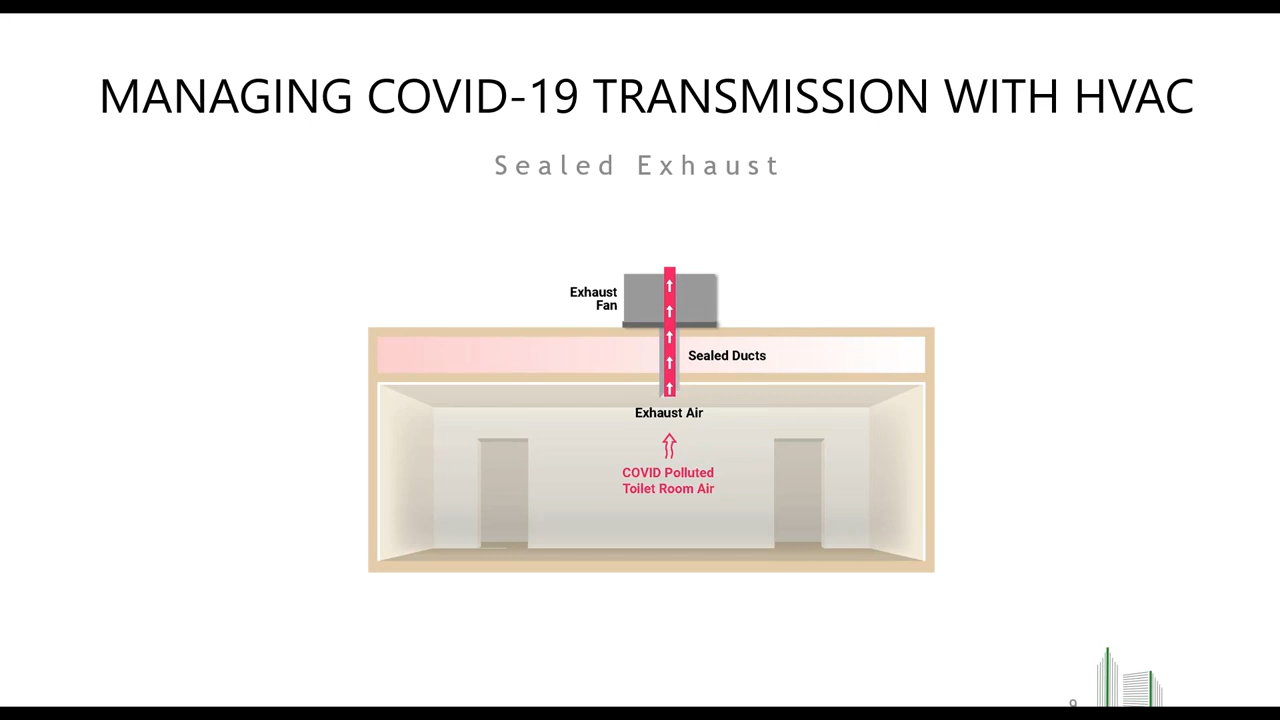 MANAGING COVID-19 TRANSMISSION WITH HVAC
Sealed Exhaust
Exhaust
Fan
Sealed Ducts
Exhaust Air
COVID Polluted
Toilet Room Air
9